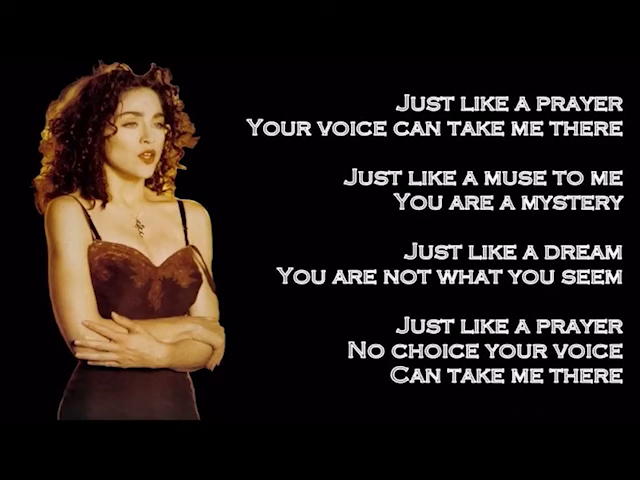 Just like a prayer
Your voice can take me there
Just like a muse to me
You are a mystery
Just like a dream
You are not what you seem
Just like a prayer
No choice your voice
Can take me there